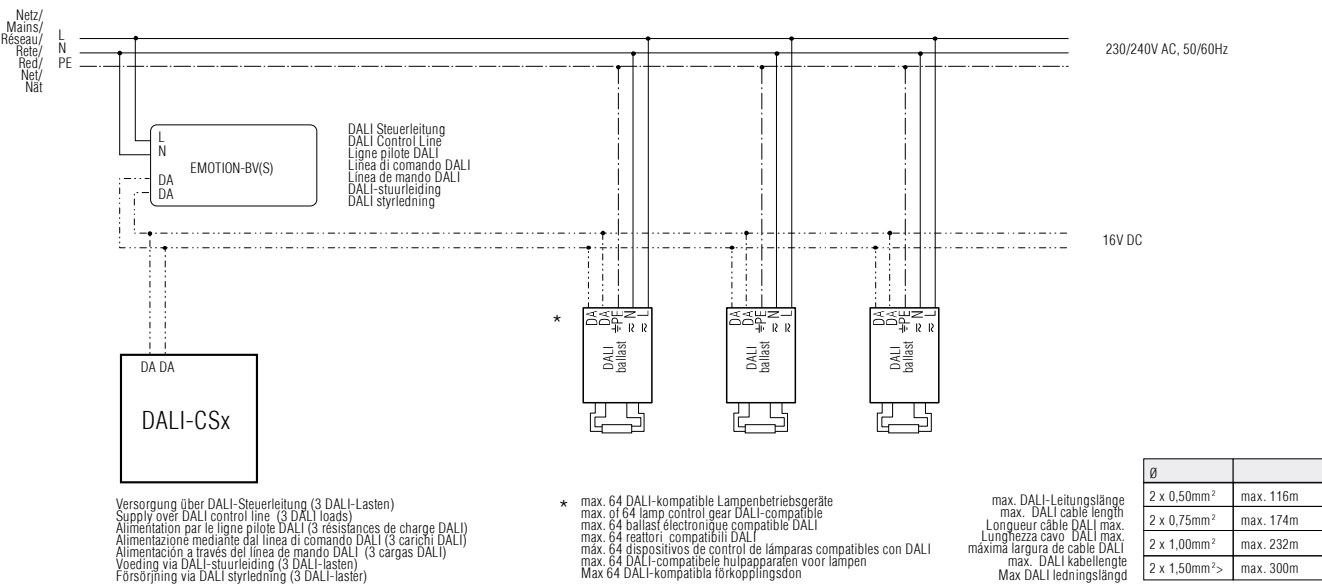 Netz/
Mains/
Réseau/
Rete/
Red/
Net/
Nät
L
N
PE
230/240V AC, 50/60Hz
L
N
DA
DA
EMOTION-BV(S)
DALI Steuerleitung
DALI Control Line
Ligne pilote DALI
Linea di comando DALI
Línea de mando DALI
DALI-stuurleiding
DALI styrledning
16V DC
*
DA
DA
PE
N
L
DALI
ballast
DA
DA
PE
N
L
DALI
ballast
DA
DA
PE
N
L
DALI
ballast
DA DA
DALI-CSx
Versorgung über DALI-Steuerleitung (3 DALI-Lasten)
Supply over DALI control line (3 DALI loads)
Alimentation par le ligne pilote DALI (3 résistances de charge DALI)
Alimentazione mediante dal linea di comando DALI (3 carichi DALI)
Alimentación a través del línea de mando DALI (3 cargas DALI)
Voeding via DALI-stuurleiding (3 DALI-lasten)
Försörjning via DALI styrledning (3 DALI-laster)
* max. 64 DALI-kompatible Lampenbetriebsgeräte
max. of 64 lamp control gear DALI-compatible
max. 64 ballast électronique compatible DALI
max. 64 reattori compatibili DALI
máx. 64 dispositivos de control de lámparas compatibles con DALI
max. 64 DALI-compatibele hulpapparaten voor lampen
Max 64 DALI-kompatibla förkopplingsdon
max. DALI-Leitungslänge
max. DALI cable length
Longueur câble DALI max.
Lunghezza cavo DALI max.
máxima largura de cable DALI
max. DALI kabellengte
Max DALI ledningslängd
Ø
2 x 0,50mm² max. 116m
2 x 0,75mm² max. 174m
2 x 1,00mm² max. 232m
2 x 1,50mm²> max. 300m